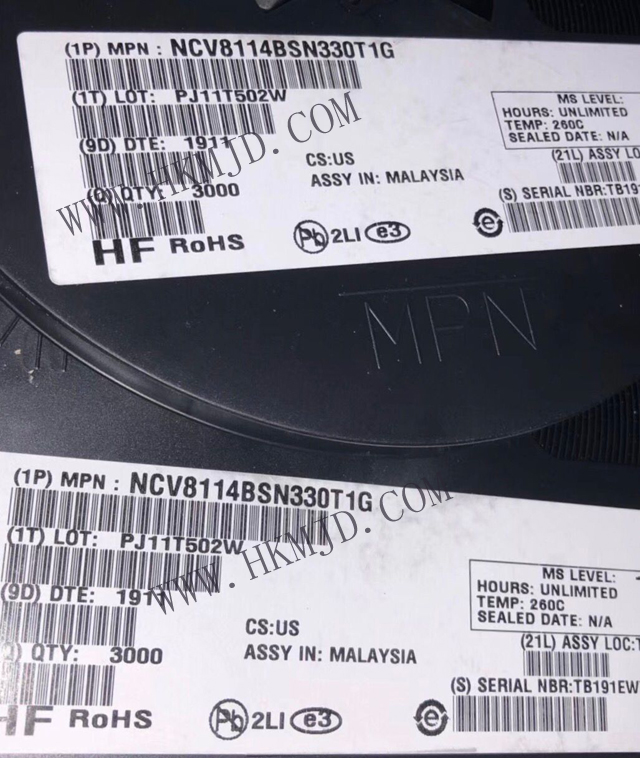 (1P) MPN : NCV8114BSN330T1G
(1T) LOT: PJ11T502W
(9D) DTE: 1911
(Q) QTY: 3000
HF RoHS
CS:US
ASSY IN: MALAYSIA
Pb 2LI e3
MS LEVEL:
HOURS: UNLIMITED
TEMP: 260C
SEALED DATE: N/A
(21L) ASSY LO
(S) SERIAL NBR:TB191
e
WWW.HKMJD.COM
MPN
(1P) MPN : NCV8114BSN330T1G
(1T) LOT: PJ11T502W
(9D) DTE: 191
) QTY: 3000
HF RoHS
CS:US
ASSY IN: MALAYSIA
Pb 2LI e3
MS LEVEL:
HOURS: UNLIMITED
TEMP: 260C
SEALED DATE: N/A
(21L) ASSY LOC:
(S) SERIAL NBR:TB191EW
e
WWW.HKMJD.COM